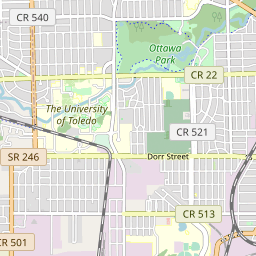 CR 540
Ottawa
Park
CR 22
The University
of Toledo
CR 521
SR 246
Dorr Street
CR 513
CR 501